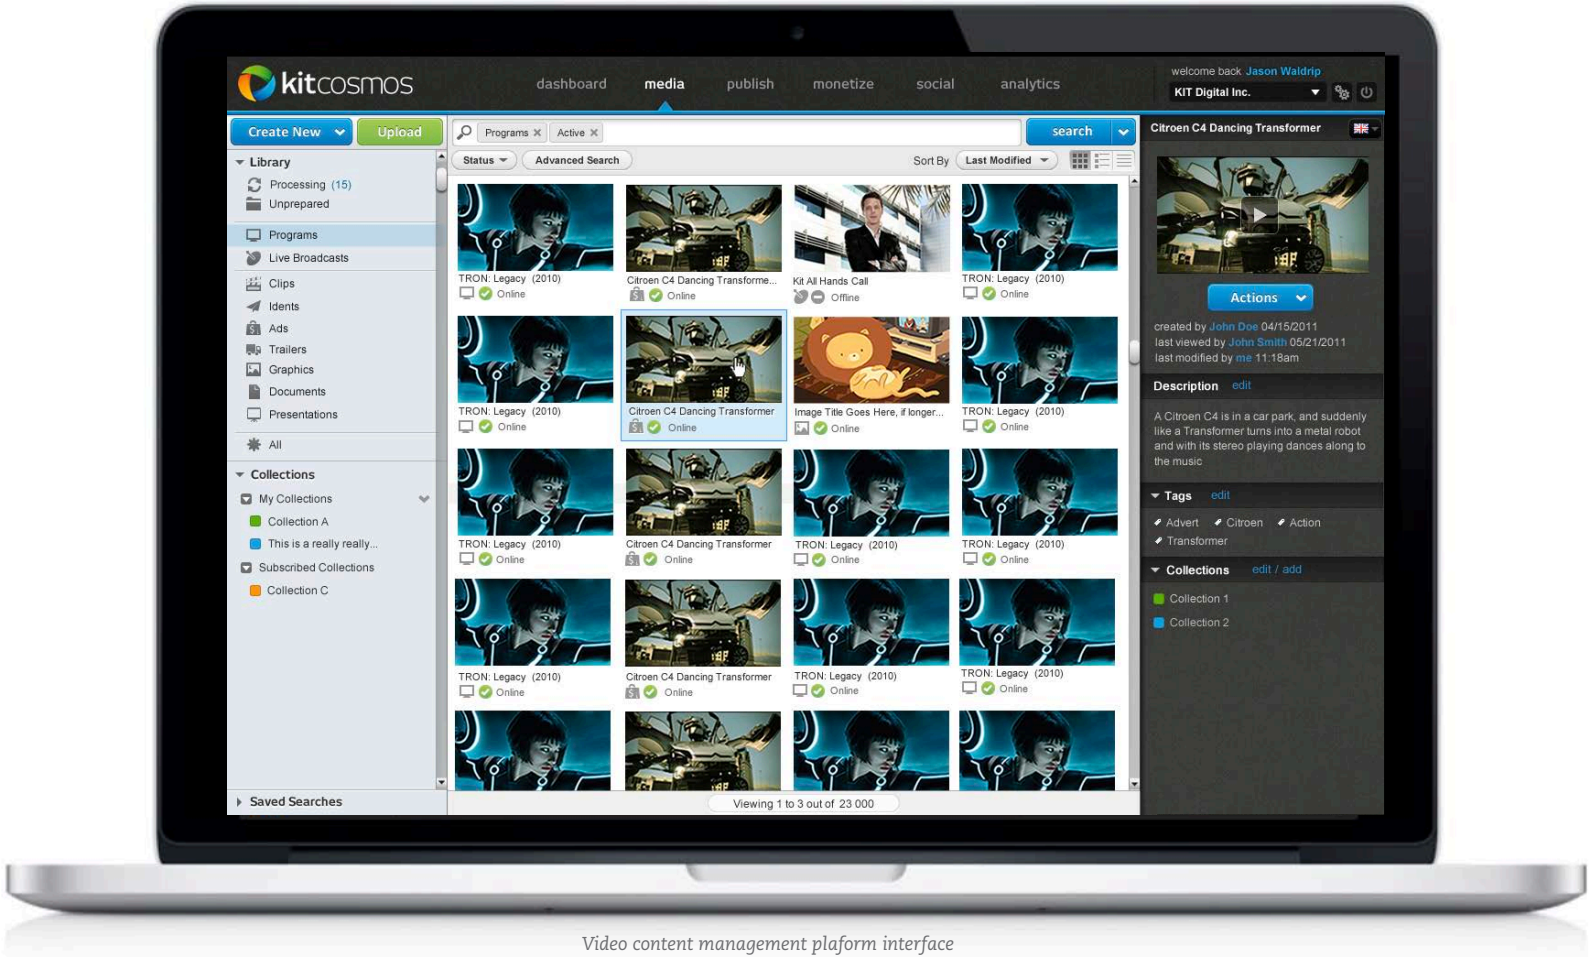 kitcosmos
dashboard media publish monetize social analytics
welcome back Jason Waldrip
KIT Digital Inc.
Create New Upload
Programs Active
search
Status Advanced Search
Sort By Last Modified
Library
Processing (15)
Unprepared
Programs
Live Broadcasts
Clips
Idents
Ads
Trailers
Graphics
Documents
Presentations
All
Collections
My Collections
Collection A
This is a really really...
Subscribed Collections
Collection C
Saved Searches
TRON: Legacy (2010)
Online
Citroen C4 Dancing Transforme...
Online
Kit All Hands Call
Offline
TRON: Legacy (2010)
Online
TRON: Legacy (2010)
Online
Citroen C4 Dancing Transformer
Online
Image Title Goes Here, if longer...
Online
TRON: Legacy (2010)
Online
TRON: Legacy (2010)
Online
Citroen C4 Dancing Transformer
Online
TRON: Legacy (2010)
Online
TRON: Legacy (2010)
Online
TRON: Legacy (2010)
Online
Citroen C4 Dancing Transformer
Online
TRON: Legacy (2010)
Online
TRON: Legacy (2010)
Online
Viewing 1 to 3 out of 23 000
Citroen C4 Dancing Transformer
Actions
created by John Doe 04/15/2011
last viewed by John Smith 05/21/2011
last modified by me 11:18am
Description edit
A Citroen C4 is in a car park, and suddenly
like a Transformer turns into a metal robot
and with its stereo playing dances along to
the music
Tags edit
Advert Citroen Action
Transformer
Collections edit / add
Collection 1
Collection 2
Video content management plaform interface